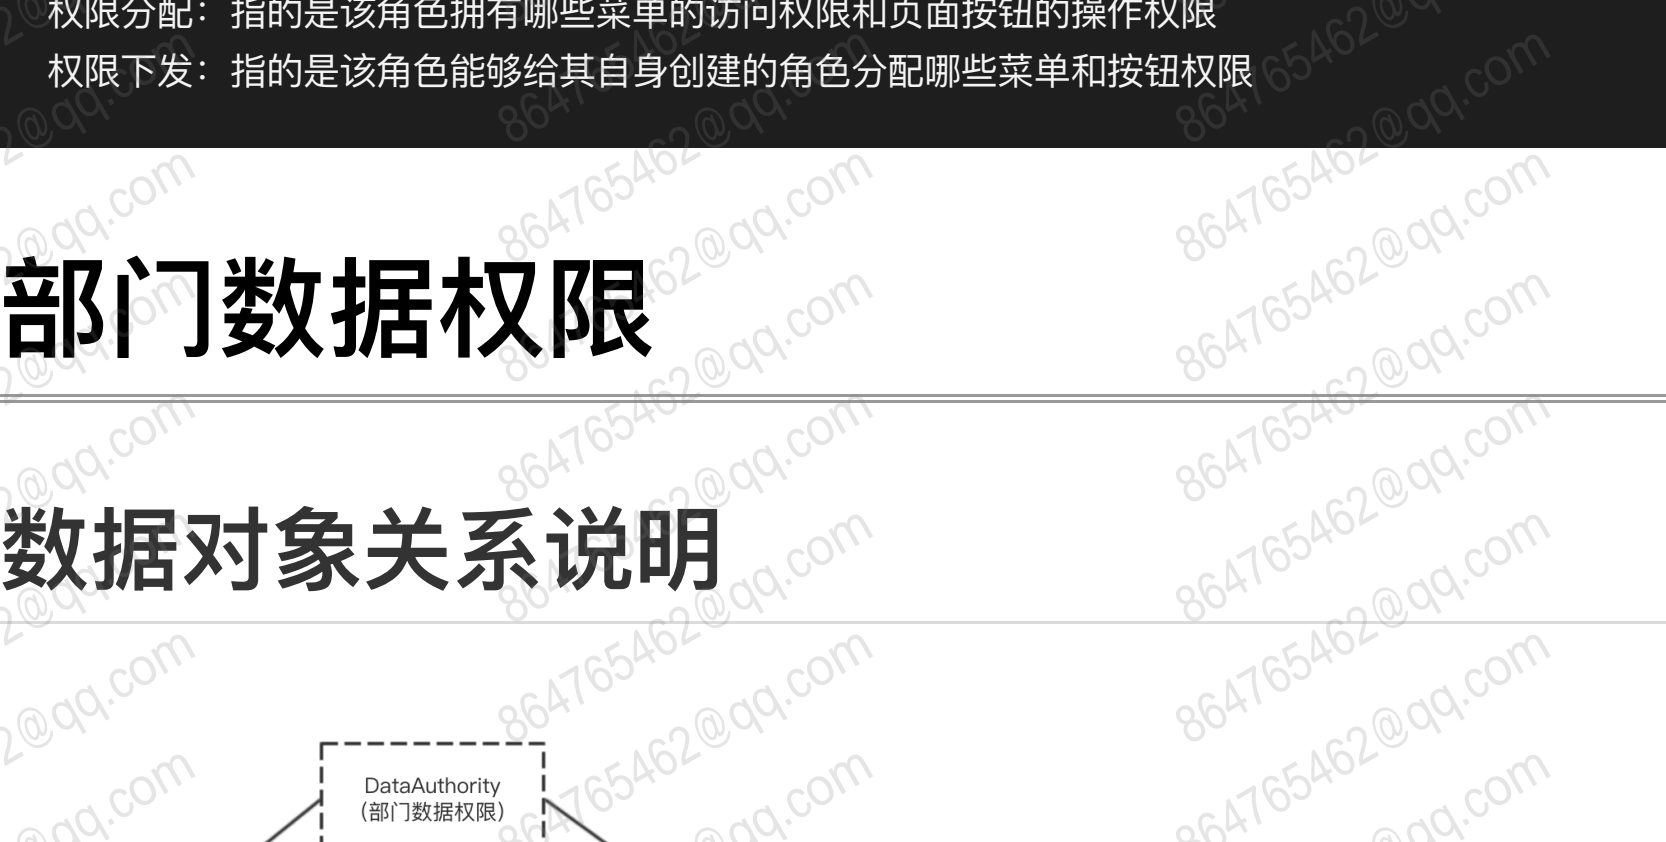 权限分配：指的是该角色拥有哪些菜单的访问权限和页面按钮的操作权限
权限下发：指的是该角色能够给其自身创建的角色分配哪些菜单和按钮权限
部门数据权限
数据对象关系说明
DataAuthority
(部门数据权限)
864765462@qq.com